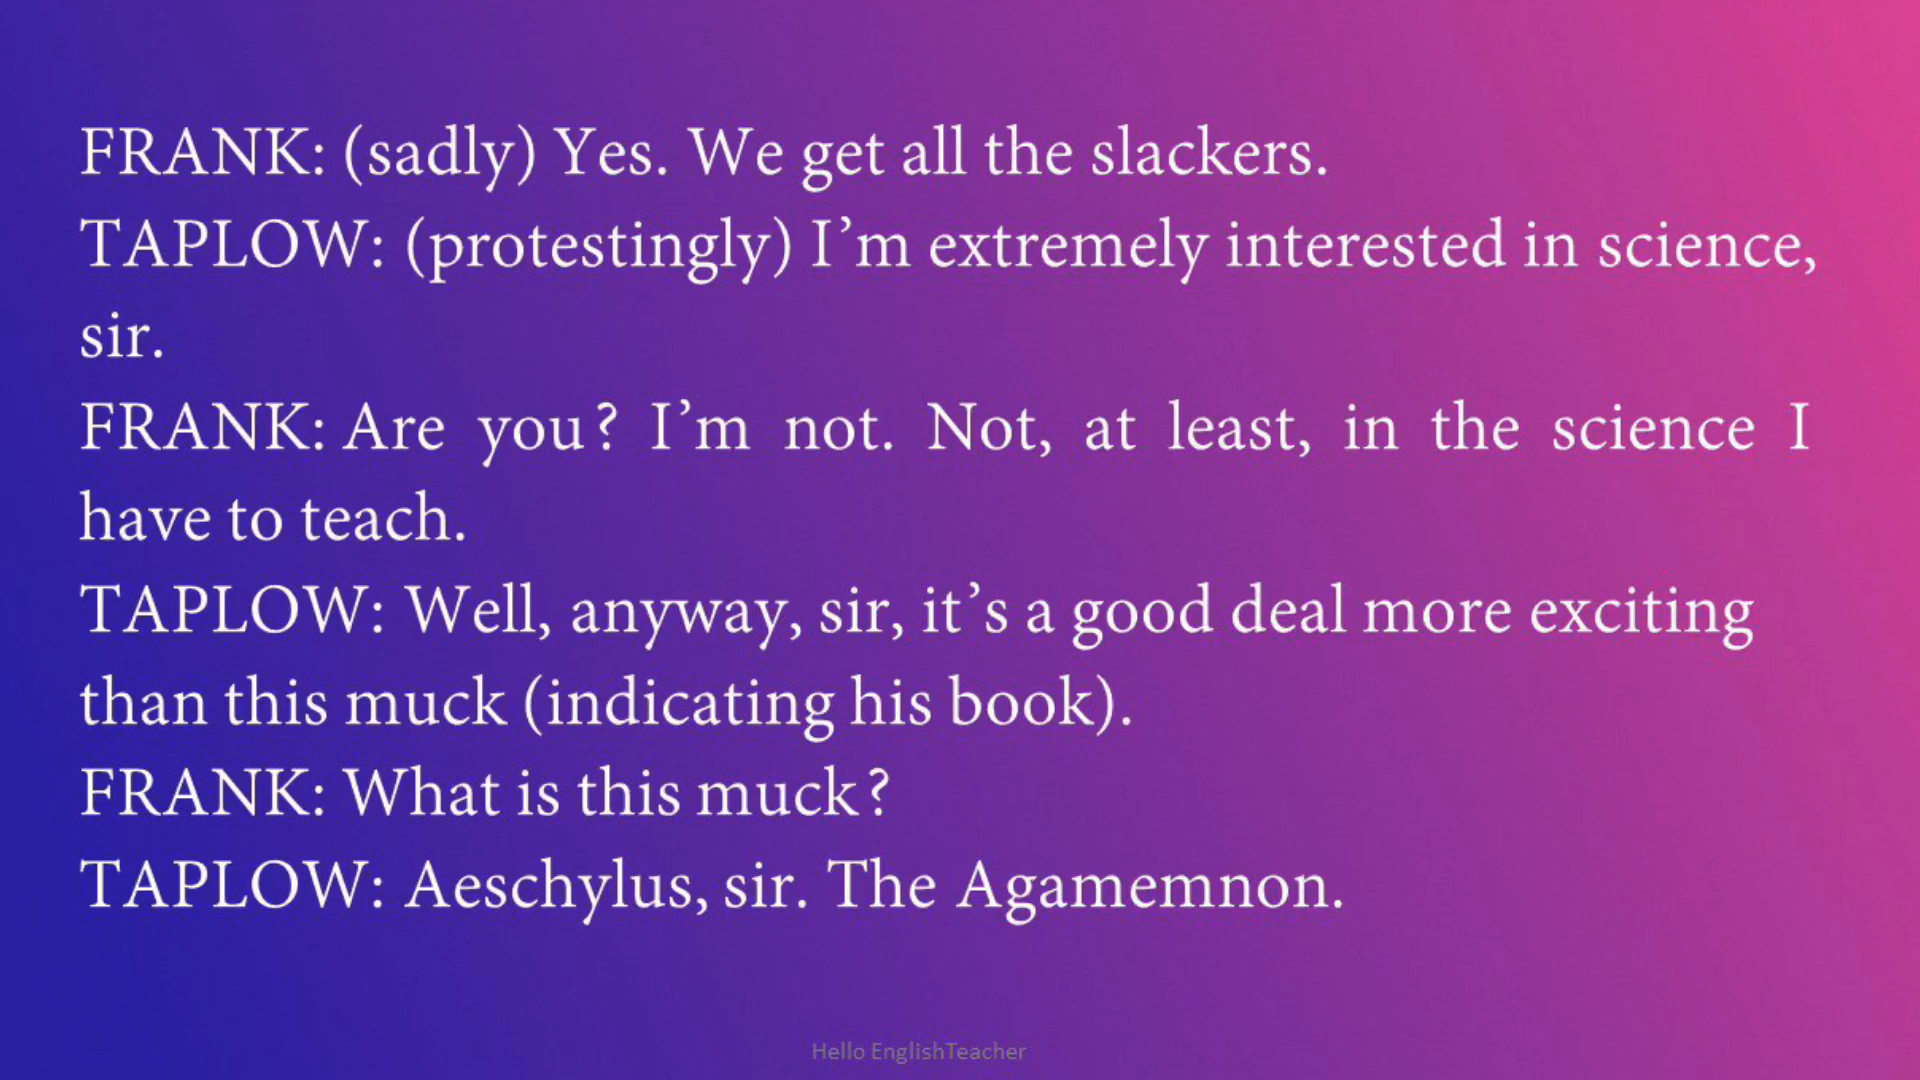 FRANK: (sadly) Yes. We get all the slackers.
TAPLOW: (protestingly) I’m extremely interested in science,
sir.
FRANK: Are you? I’m not. Not, at least, in the science I
have to teach.
TAPLOW: Well, anyway, sir, it’s a good deal more exciting
than this muck (indicating his book).
FRANK: What is this muck?
TAPLOW: Aeschylus, sir. The Agamemnon.
Hello EnglishTeacher